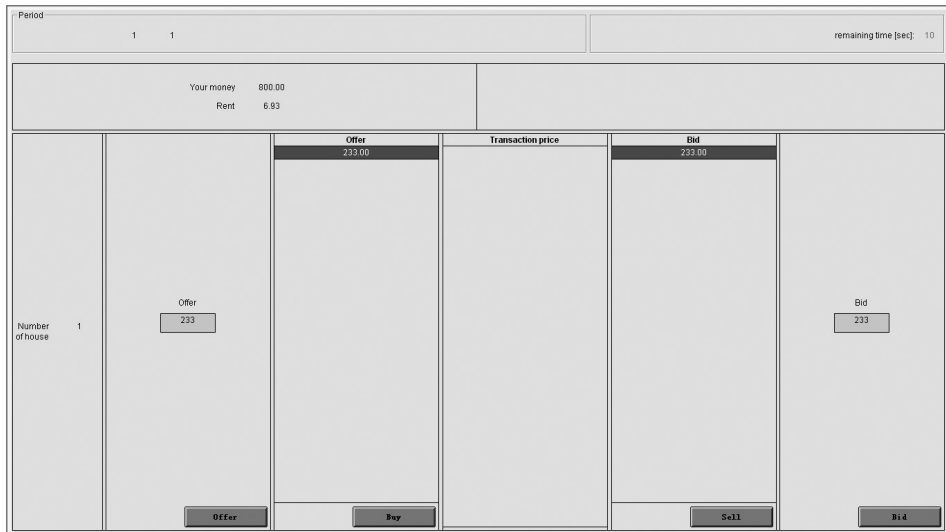 Period
1 1
remaining time [sec]: 10
Your money 800.00
Rent 6.93
Offer Transaction price Bid
233.00 233.00
Offer Bid
233 233
Number 1
of house
Offer Buy Sell Bid